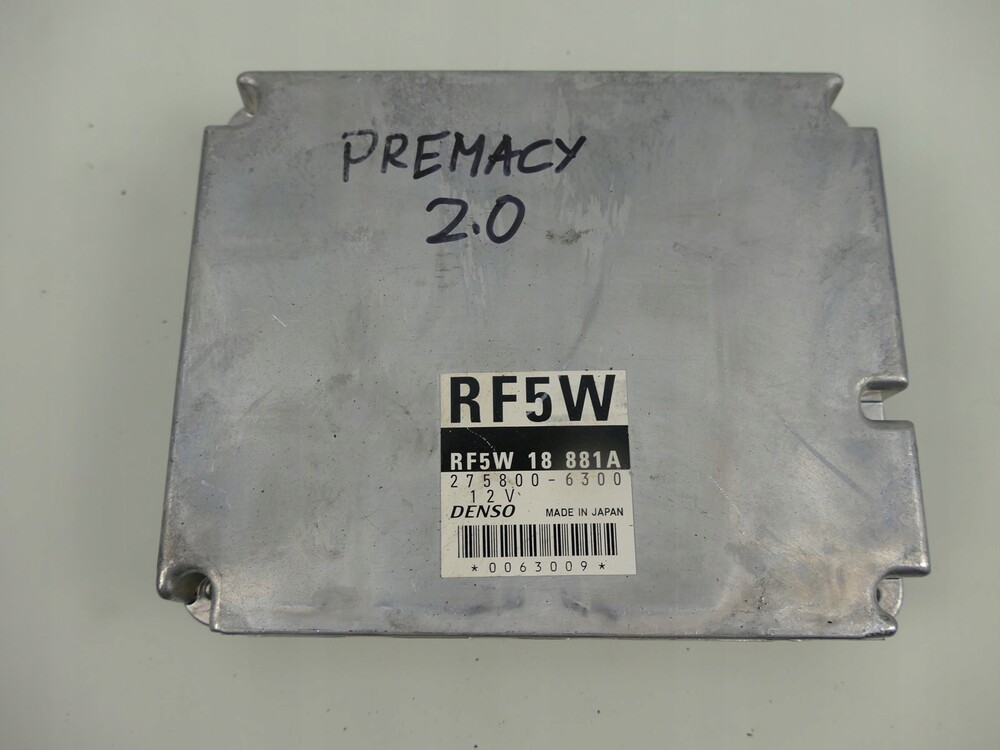 PREMACY
2.0
RF5W
RF5W 18 881A
275800-6300
12V
DENSO MADE IN JAPAN
*0063009*